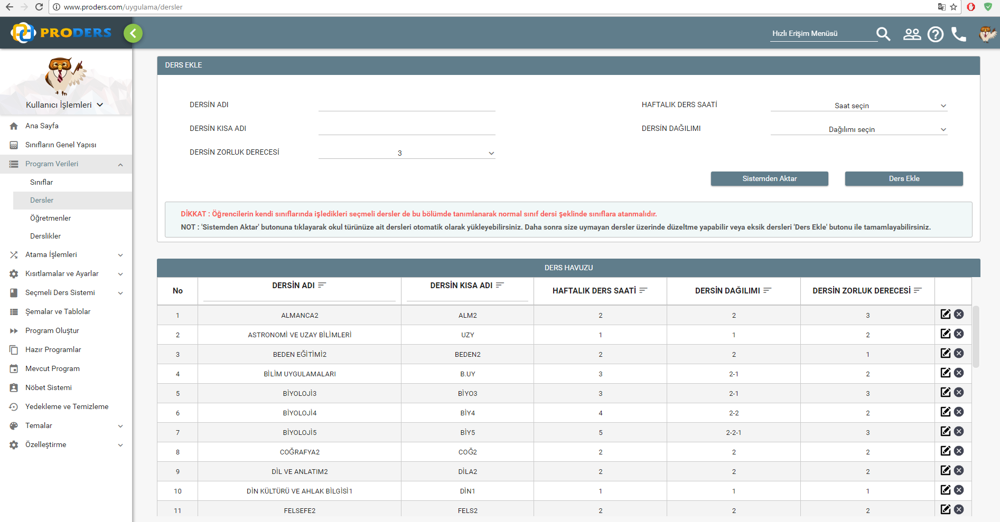 www.proders.com/uygulama/dersler
PRODERS
Hızlı Erişim Menüsü
Kullanıcı İşlemleri
Ana Sayfa
Sınıfların Genel Yapısı
Program Verileri
Sınıflar
Dersler
Öğretmenler
Derslikler
Atama İşlemleri
Kısıtlamalar ve Ayarlar
Seçmeli Ders Sistemi
Şemalar ve Tablolar
Program Oluştur
Hazır Programlar
Mevcut Program
Nöbet Sistemi
Yedekleme ve Temizleme
Temalar
Özelleştirme
DERS EKLE
DERSİN ADI
HAFTALIK DERS SAATİ Saat seçin
DERSİN KISA ADI
DERSİN DAĞILIMI Dağılımı seçin
DERSİN ZORLUK DERECESİ 3
Sistemden Aktar Ders Ekle
DİKKAT : Öğrencilerin kendi sınıflarında işledikleri seçmeli dersler de bu bölümde tanımlanarak normal sınıf dersi şeklinde sınıflara atanmalıdır.
NOT : 'Sistemden Aktar' butonuna tıklayarak okul türünüze ait dersleri otomatik olarak yükleyebilirsiniz. Daha sonra size uymayan dersler üzerinde düzeltme yapabilir veya eksik dersleri 'Ders Ekle' butonu ile tamamlayabilirsiniz.
DERS HAVUZU
No DERSİN ADI DERSİN KISA ADI HAFTALIK DERS SAATİ DERSİN DAĞILIMI DERSİN ZORLUK DERECESİ
1 ALMANCA2 ALM2 2 2 3
2 ASTRONOMİ VE UZAY BİLİMLERİ UZY 1 1 2
3 BEDEN EĞİTİMİ2 BEDEN2 2 2 1
4 BİLİM UYGULAMALARI B.UY 3 2-1 2
5 BİYOLOJİ3 BİYO3 3 2-1 3
6 BİYOLOJİ4 BİY4 4 2-2 2
7 BİYOLOJİ5 BİY5 5 2-2-1 3
8 COĞRAFYA2 COĞ2 2 2 2
9 DİL VE ANLATIM2 DİLA2 2 2 2
10 DİN KÜLTÜRÜ VE AHLAK BİLGİSİ1 DİN1 1 1 1
11 FELSEFE2 FELS2 2 2 2